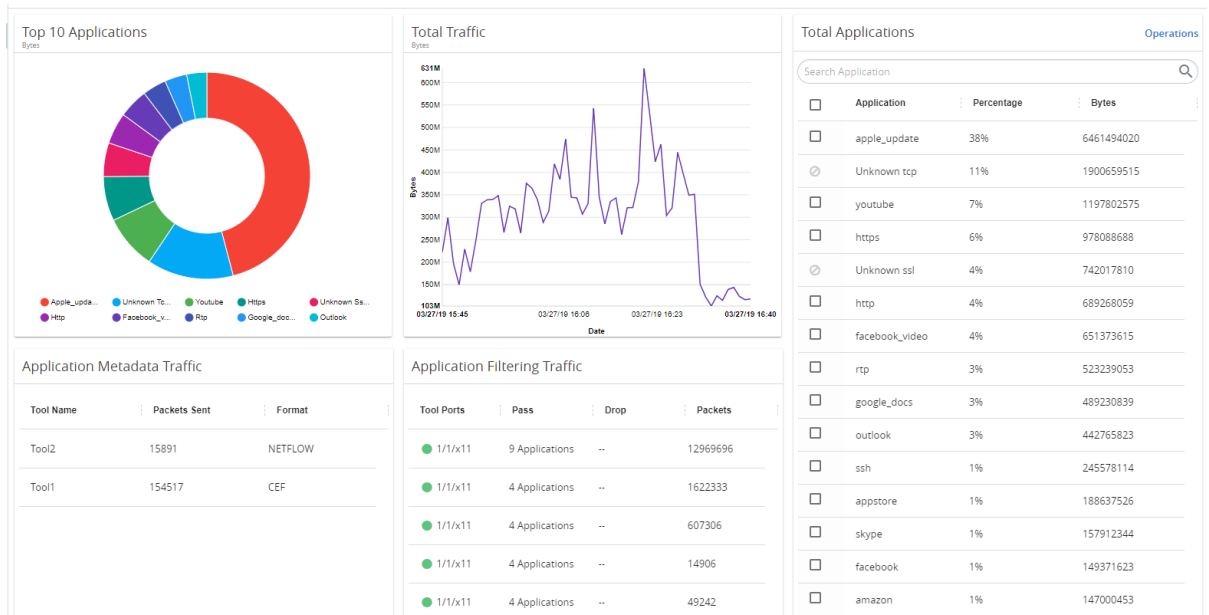 Top 10 Applications
Bytes
Apple_upda... Unknown Tc... Youtube Https Unknown Ss...
Http Facebook_v... Rtp Google_doc... Outlook
Total Traffic
Bytes
631M
600M
550M
500M
450M
400M
350M
300M
250M
200M
150M
103M
Bytes
03/27/19 15:45 03/27/19 16:06 03/27/19 16:23 03/27/19 16:40
Date
Total Applications Operations
Search Application
Application Percentage Bytes
apple_update 38% 6461494020
Unknown tcp 11% 1900659515
youtube 7% 1197802575
https 6% 978088688
Unknown ssl 4% 742017810
http 4% 689268059
facebook_video 4% 651373615
rtp 3% 523239053
google_docs 3% 489230839
outlook 3% 442765823
ssh 1% 245578114
appstore 1% 188637526
skype 1% 157912344
facebook 1% 149371623
amazon 1% 147000453
Application Metadata Traffic
Tool Name Packets Sent Format
Tool2 15891 NETFLOW
Tool1 154517 CEF
Application Filtering Traffic
Tool Ports Pass Drop Packets
1/1/x11 9 Applications -- 12969696
1/1/x11 4 Applications -- 1622333
1/1/x11 4 Applications -- 607306
1/1/x11 4 Applications -- 14906
1/1/x11 4 Applications -- 49242